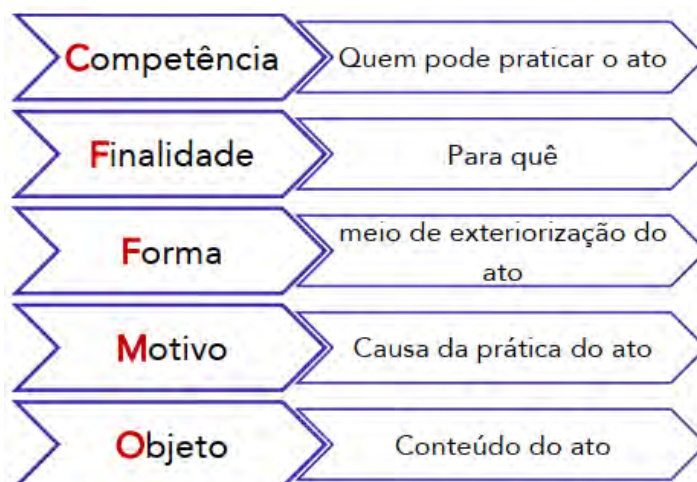 Competência
Quem pode praticar o ato
Finalidade
Para quê
Forma
meio de exteriorização do
ato
Motivo
Causa da prática do ato
Objeto
Conteúdo do ato